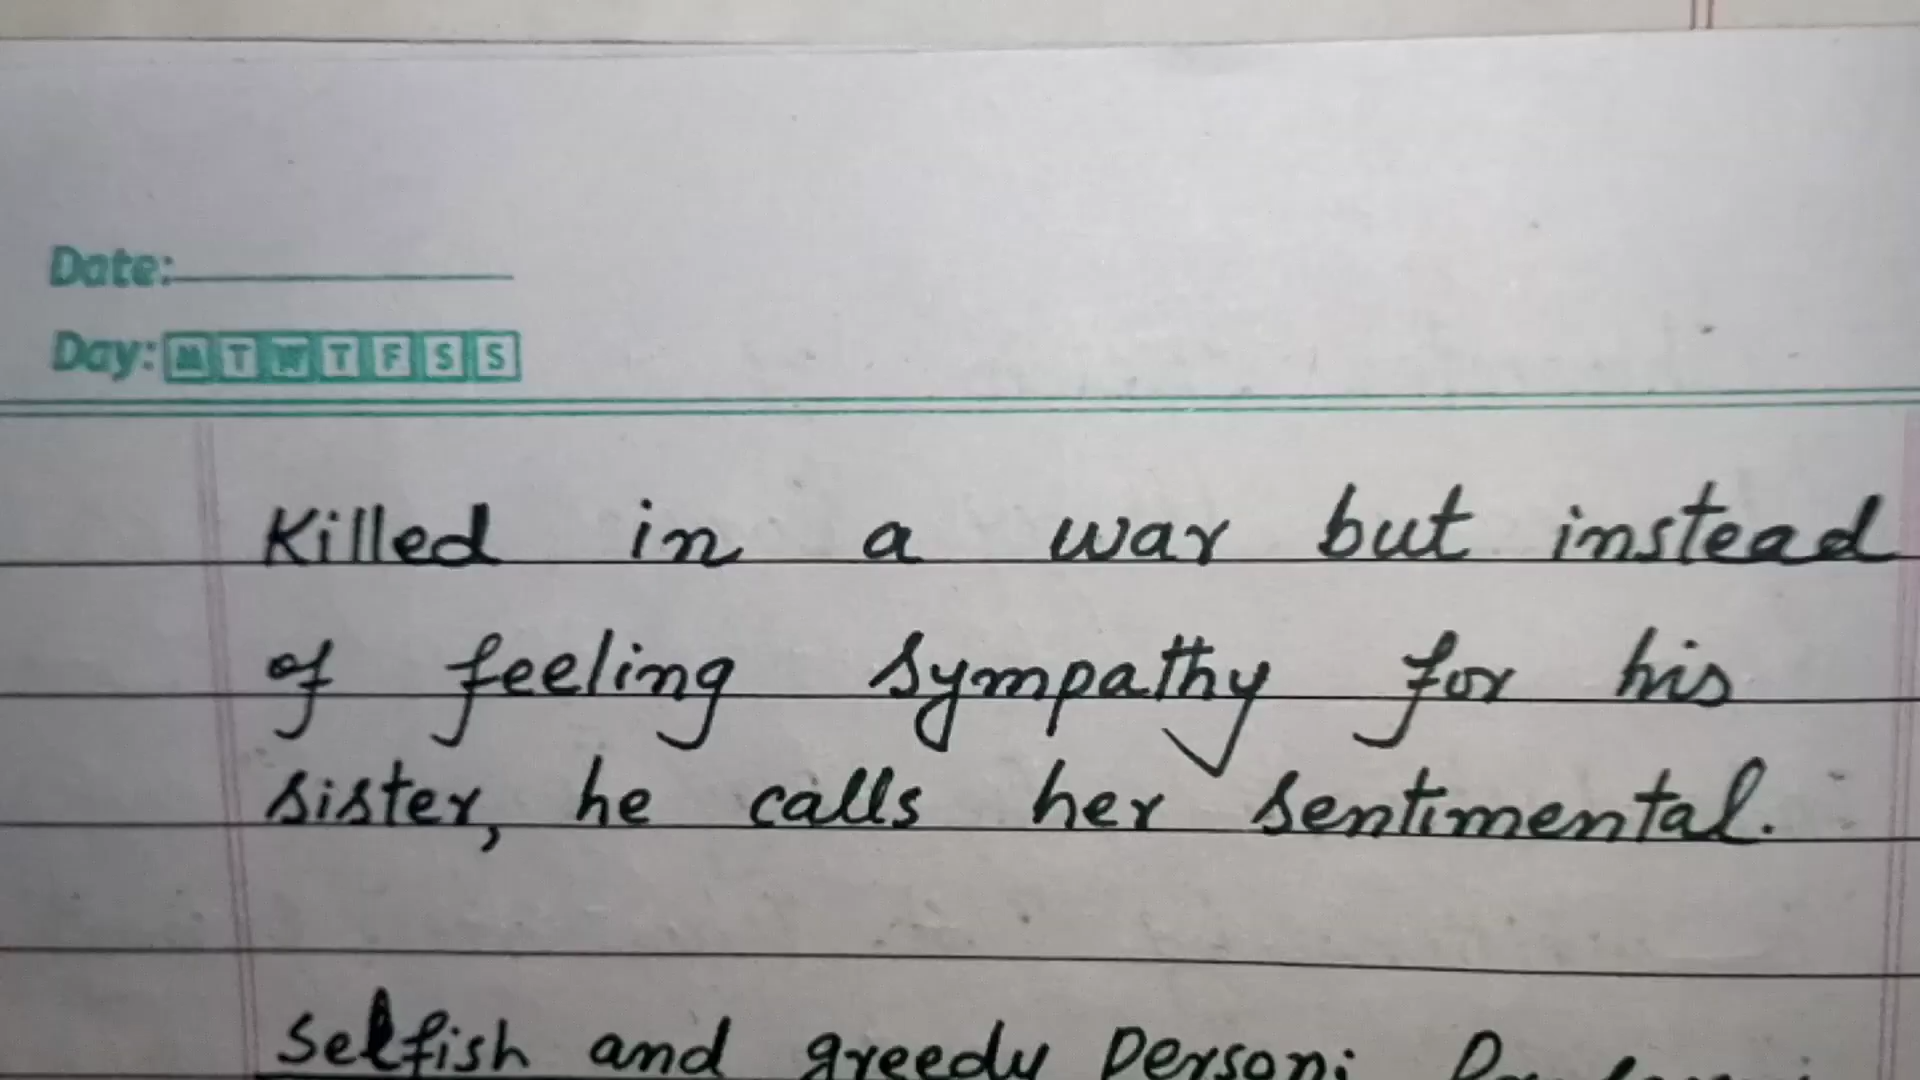 Date:
Day: M T W T F S S
Killed in a war but instead
of feeling sympathy for his
sister, he calls her sentimental.
Selfish and greedy person: